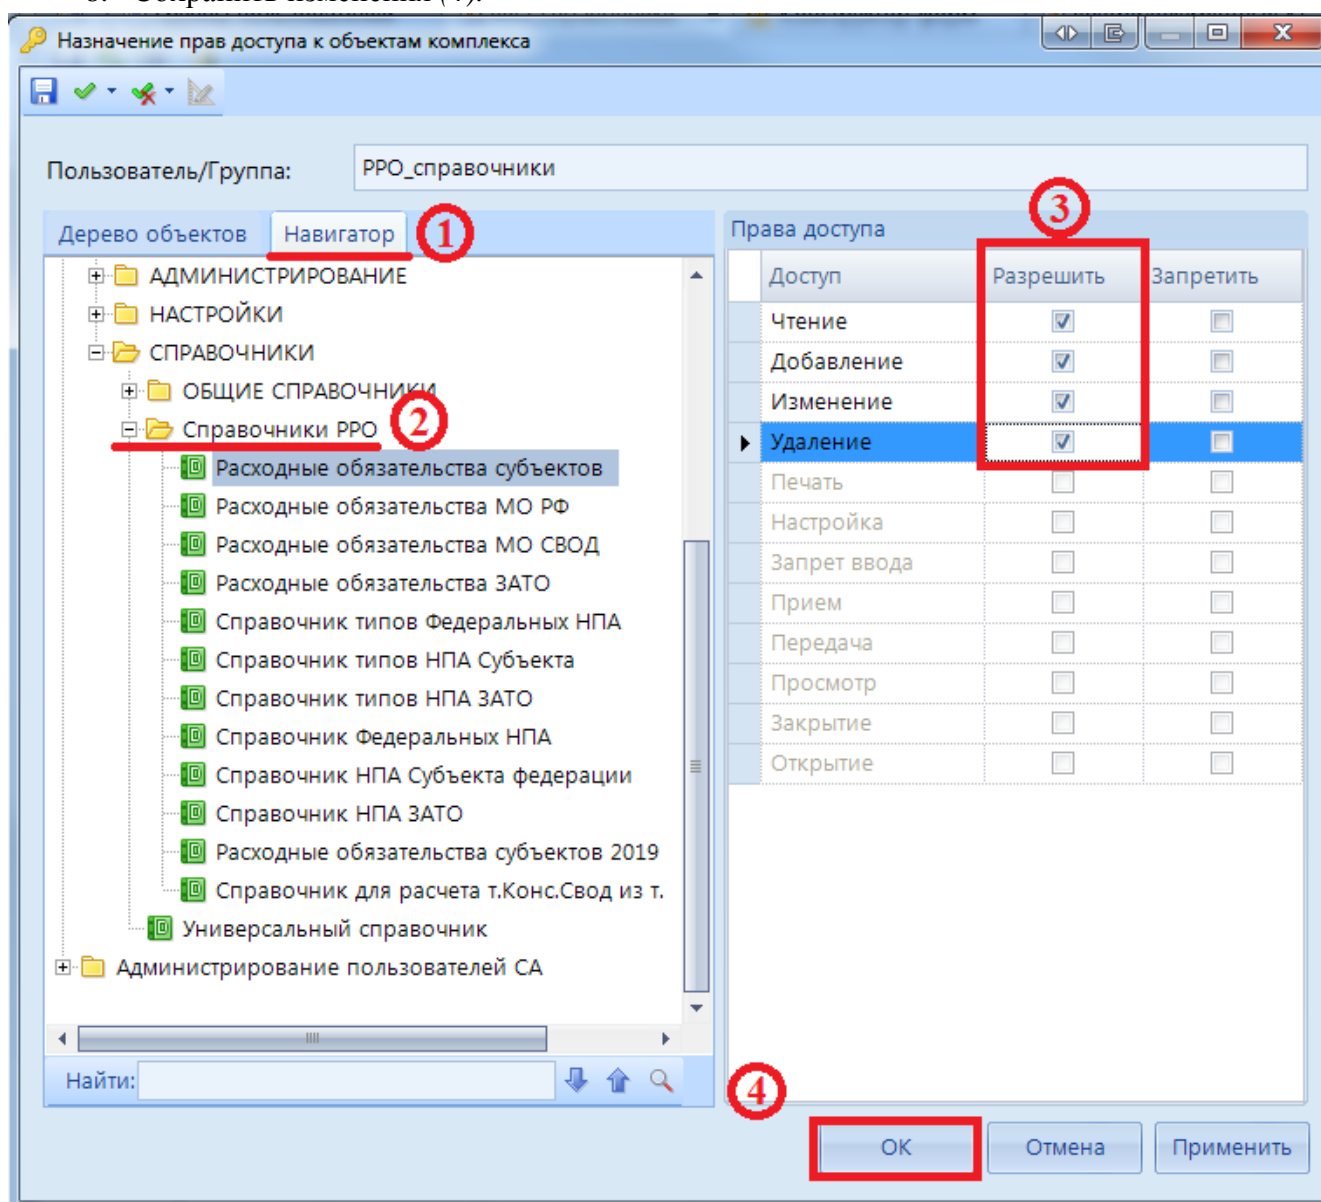 Сохранить изменения (4).
Назначение прав доступа к объектам комплекса
Пользователь/Группа: РРО_справочники
Дерево объектов Навигатор 1
АДМИНИСТРИРОВАНИЕ
НАСТРОЙКИ
СПРАВОЧНИКИ
ОБЩИЕ СПРАВОЧНИКИ
Справочники РРО 2
Расходные обязательства субъектов
Расходные обязательства МО РФ
Расходные обязательства МО СВОД
Расходные обязательства ЗАТО
Справочник типов Федеральных НПА
Справочник типов НПА Субъекта
Справочник типов НПА ЗАТО
Справочник Федеральных НПА
Справочник НПА Субъекта федерации
Справочник НПА ЗАТО
Расходные обязательства субъектов 2019
Справочник для расчета т.Конс.Свод из т.
Универсальный справочник
Администрирование пользователей СА
Найти:
Права доступа 3
Доступ Разрешить Запретить
Чтение
Добавление
Изменение
Удаление
Печать
Настройка
Запрет ввода
Прием
Передача
Просмотр
Закрытие
Открытие
4
ОК Отмена Применить